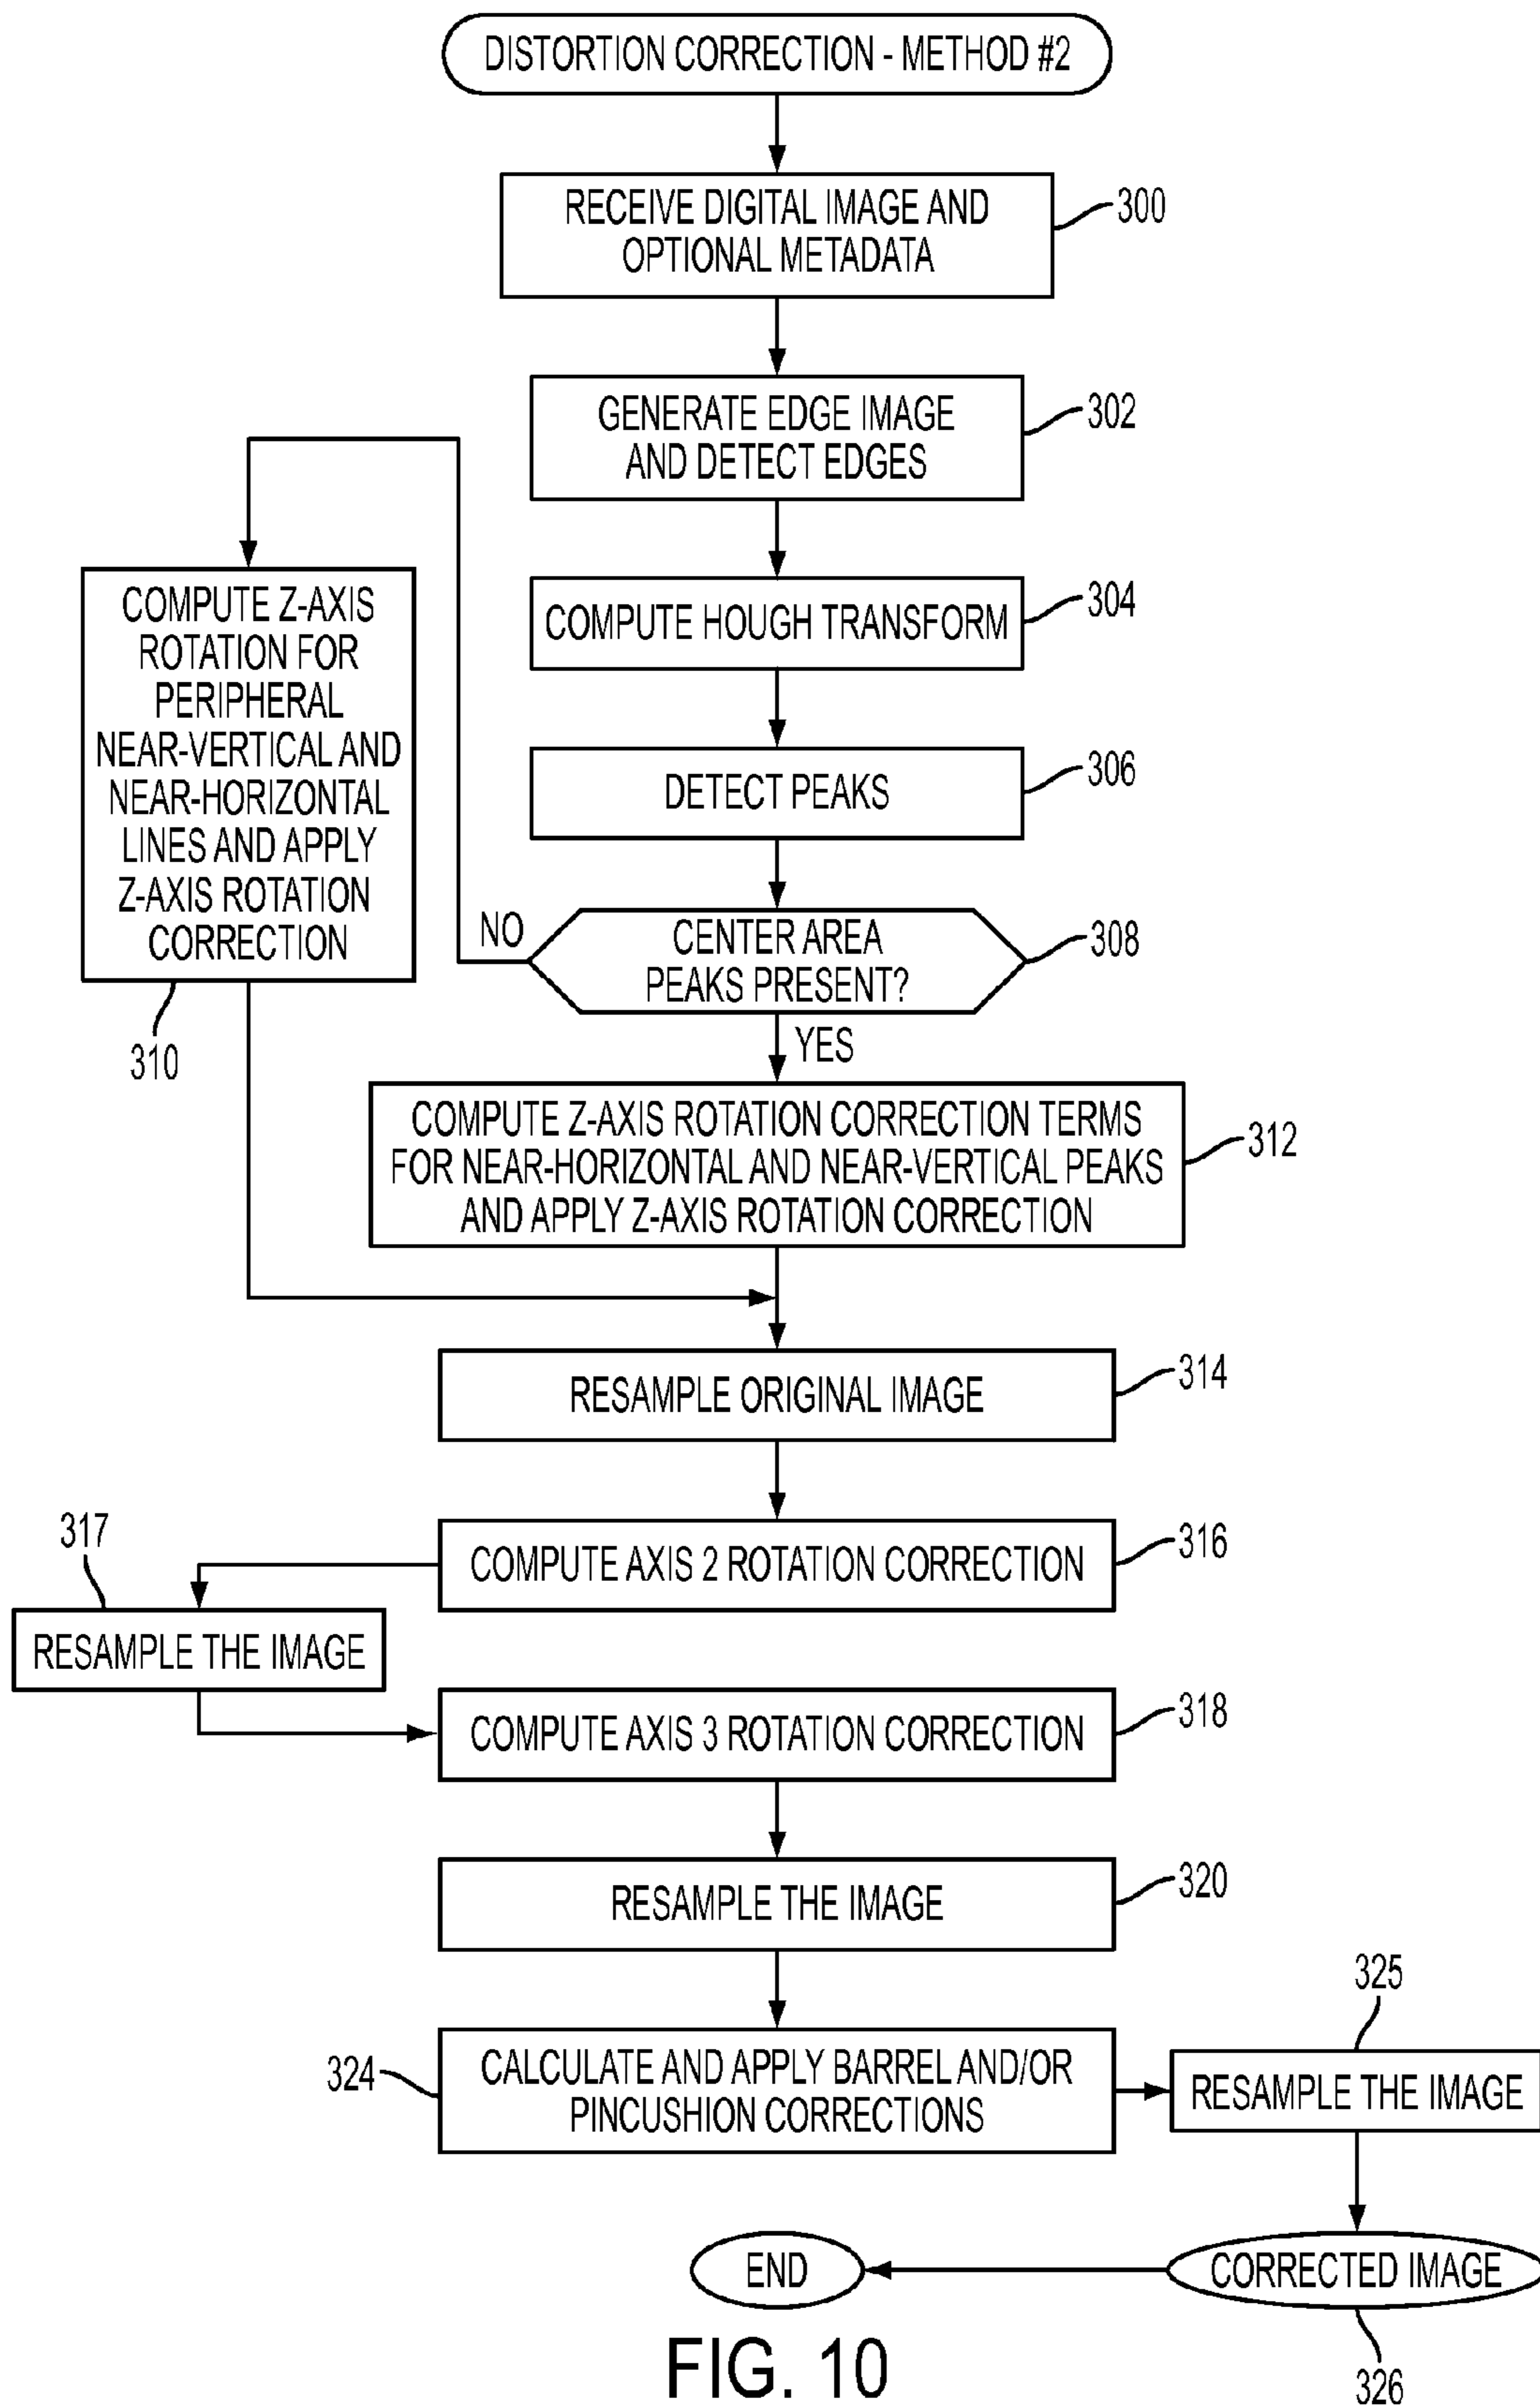 DISTORTION CORRECTION - METHOD #2
RECEIVE DIGITAL IMAGE AND
OPTIONAL METADATA
300
GENERATE EDGE IMAGE
AND DETECT EDGES
302
COMPUTE HOUGH TRANSFORM
304
DETECT PEAKS
306
CENTER AREA
PEAKS PRESENT?
308
NO
COMPUTE Z-AXIS
ROTATION FOR
PERIPHERAL
NEAR-VERTICAL AND
NEAR-HORIZONTAL
LINES AND APPLY
Z-AXIS ROTATION
CORRECTION
310
YES
COMPUTE Z-AXIS ROTATION CORRECTION TERMS
FOR NEAR-HORIZONTAL AND NEAR-VERTICAL PEAKS
AND APPLY Z-AXIS ROTATION CORRECTION
312
RESAMPLE ORIGINAL IMAGE
314
COMPUTE AXIS 2 ROTATION CORRECTION
316
317
RESAMPLE THE IMAGE
COMPUTE AXIS 3 ROTATION CORRECTION
318
RESAMPLE THE IMAGE
320
324
CALCULATE AND APPLY BARREL AND/OR
PINCUSHION CORRECTIONS
325
RESAMPLE THE IMAGE
CORRECTED IMAGE
326
END
FIG. 10